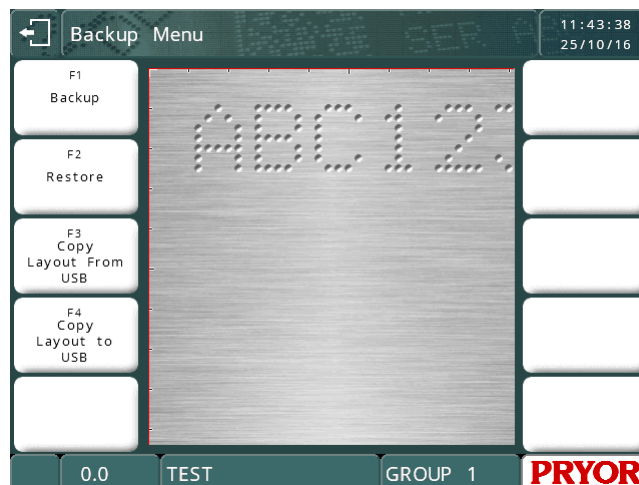 Backup Menu
11:43:38
25/10/16
F1
Backup
F2
Restore
F3
Copy
Layout From
USB
F4
Copy
Layout to
USB
ABC123
0.0
TEST
GROUP 1
PRYOR